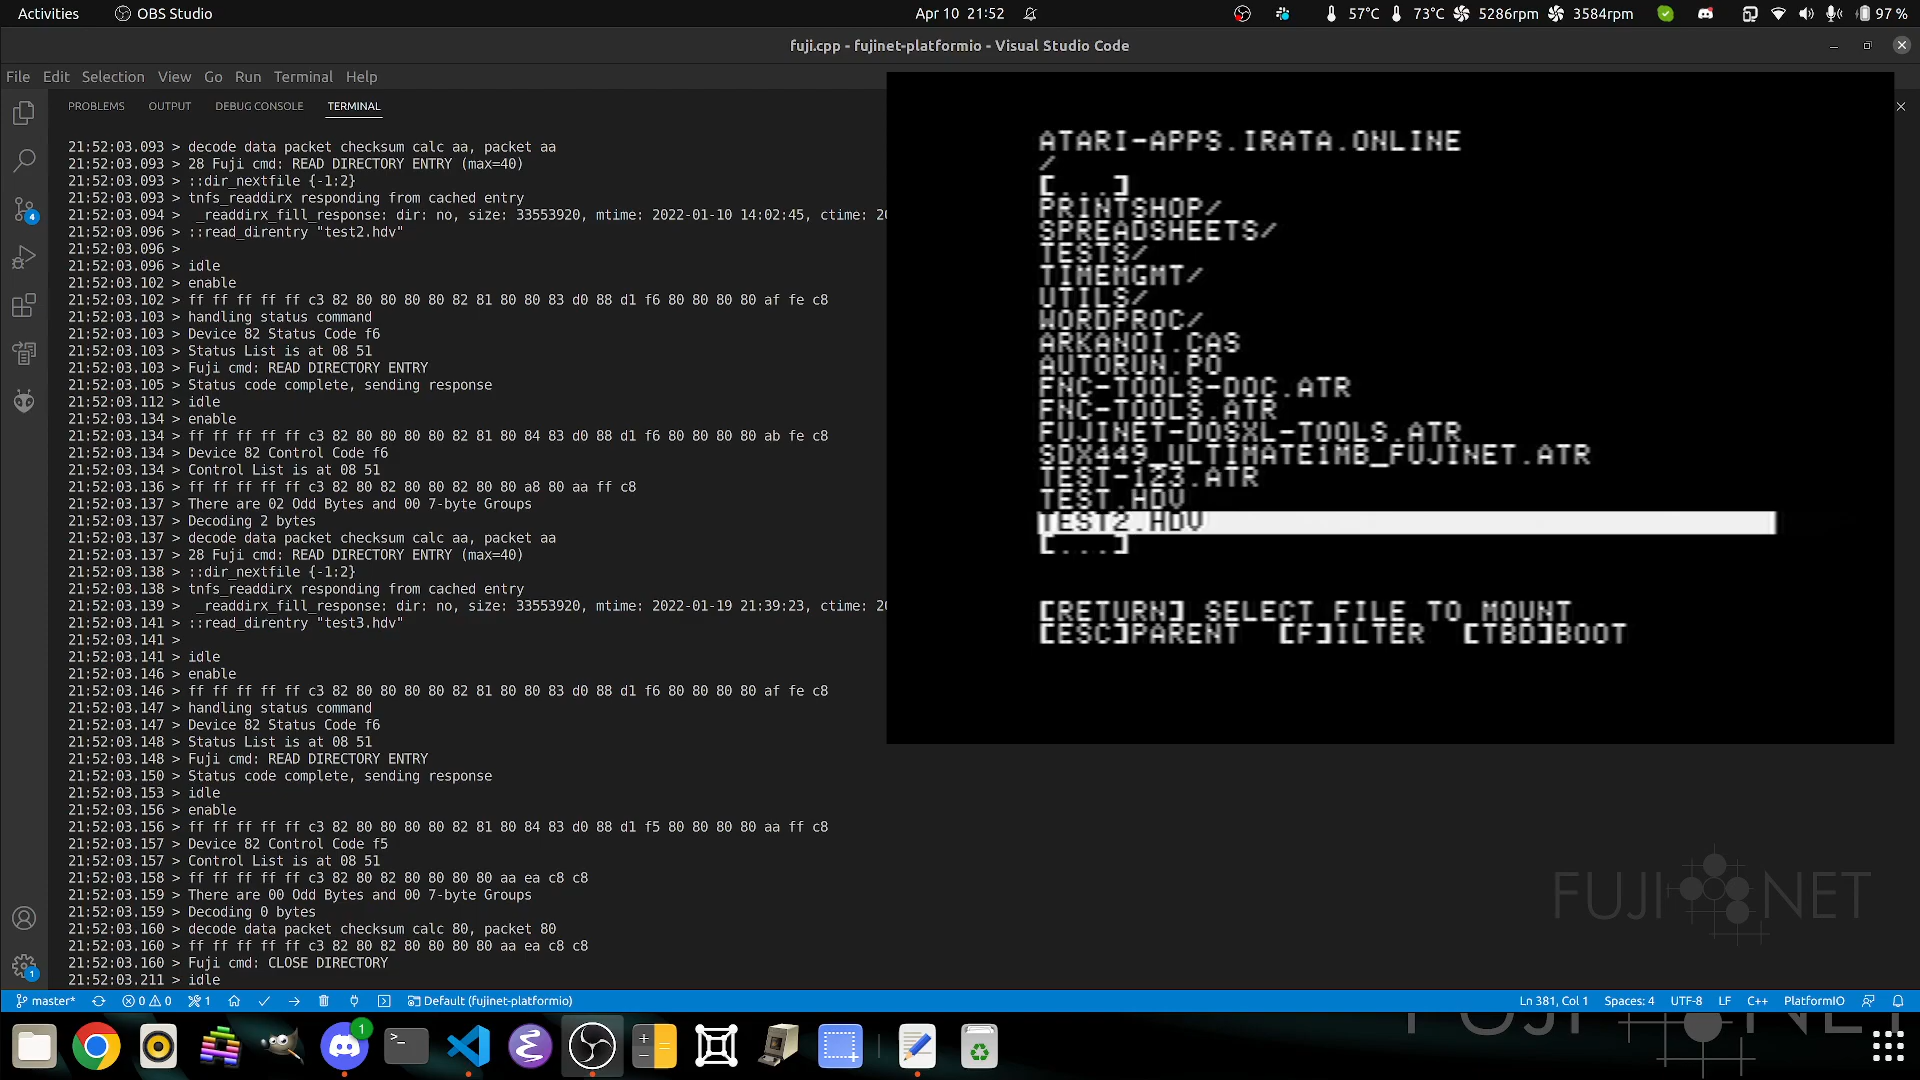 Activities
OBS Studio
Apr 10 21:52
57°C
73°C
5286rpm
3584rpm
97 %
fuji.cpp - fujinet-platformio - Visual Studio Code
File Edit Selection View Go Run Terminal Help
PROBLEMS OUTPUT DEBUG CONSOLE TERMINAL
21:52:03.093 > decode data packet checksum calc aa, packet aa
21:52:03.093 > 28 Fuji cmd: READ DIRECTORY ENTRY (max=40)
21:52:03.093 > ::dir_nextfile {-1:2}
21:52:03.093 > tnfs_readdirx responding from cached entry
21:52:03.094 > _readdirx_fill_response: dir: no, size: 33553920, mtime: 2022-01-10 14:02:45, ctime: 20
21:52:03.096 > ::read_direntry "test2.hdv"
21:52:03.096 >
21:52:03.096 > idle
21:52:03.102 > enable
21:52:03.102 > ff ff ff ff ff c3 82 80 80 80 80 82 81 80 80 83 d0 88 d1 f6 80 80 80 80 af fe c8
21:52:03.103 > handling status command
21:52:03.103 > Device 82 Status Code f6
21:52:03.103 > Status List is at 08 51
21:52:03.103 > Fuji cmd: READ DIRECTORY ENTRY
21:52:03.105 > Status code complete, sending response
21:52:03.112 > idle
21:52:03.134 > enable
21:52:03.134 > ff ff ff ff ff c3 82 80 80 80 80 82 81 80 84 83 d0 88 d1 f6 80 80 80 80 ab fe c8
21:52:03.134 > Device 82 Control Code f6
21:52:03.134 > Control List is at 08 51
21:52:03.136 > ff ff ff ff ff c3 82 80 82 80 80 82 80 80 a8 80 aa ff c8
21:52:03.137 > There are 02 Odd Bytes and 00 7-byte Groups
21:52:03.137 > Decoding 2 bytes
21:52:03.137 > decode data packet checksum calc aa, packet aa
21:52:03.137 > 28 Fuji cmd: READ DIRECTORY ENTRY (max=40)
21:52:03.138 > ::dir_nextfile {-1:2}
21:52:03.138 > tnfs_readdirx responding from cached entry
21:52:03.139 > _readdirx_fill_response: dir: no, size: 33553920, mtime: 2022-01-19 21:39:23, ctime: 20
21:52:03.141 > ::read_direntry "test3.hdv"
21:52:03.141 >
21:52:03.141 > idle
21:52:03.146 > enable
21:52:03.146 > ff ff ff ff ff c3 82 80 80 80 80 82 81 80 80 83 d0 88 d1 f6 80 80 80 80 af fe c8
21:52:03.147 > handling status command
21:52:03.147 > Device 82 Status Code f6
21:52:03.148 > Status List is at 08 51
21:52:03.148 > Fuji cmd: READ DIRECTORY ENTRY
21:52:03.150 > Status code complete, sending response
21:52:03.153 > idle
21:52:03.156 > enable
21:52:03.156 > ff ff ff ff ff c3 82 80 80 80 80 82 81 80 84 83 d0 88 d1 f5 80 80 80 80 aa ff c8
21:52:03.157 > Device 82 Control Code f5
21:52:03.157 > Control List is at 08 51
21:52:03.158 > ff ff ff ff ff c3 82 80 82 80 80 80 80 aa ea c8 c8
21:52:03.159 > There are 00 Odd Bytes and 00 7-byte Groups
21:52:03.159 > Decoding 0 bytes
21:52:03.160 > decode data packet checksum calc 80, packet 80
21:52:03.160 > ff ff ff ff ff c3 82 80 82 80 80 80 80 aa ea c8 c8
21:52:03.160 > Fuji cmd: CLOSE DIRECTORY
21:52:03.211 > idle
ATARI-APPS.IRATA.ONLINE
/
[...]
PRINTSHOP/
SPREADSHEETS/
TESTS/
TIMEMGMT/
UTILS/
WORDPROC/
ARKANOI.CAS
AUTORUN.PO
FNC-TOOLS-DOC.ATR
FNC-TOOLS.ATR
FUJINET-DOSXL-TOOLS.ATR
SDX449_ULTIMATE1MB_FUJINET.ATR
TEST-123.ATR
TEST.HDV
TEST2.HDV
[...]
[RETURN] SELECT FILE TO MOUNT
[ESC]PARENT [F]ILTER [TBD]BOOT
4
1
FUJI NET
master* 0 0 1 Default (fujinet-platformio)
Ln 381, Col 1 Spaces: 4 UTF-8 LF C++ PlatformIO
1
FUJI NET